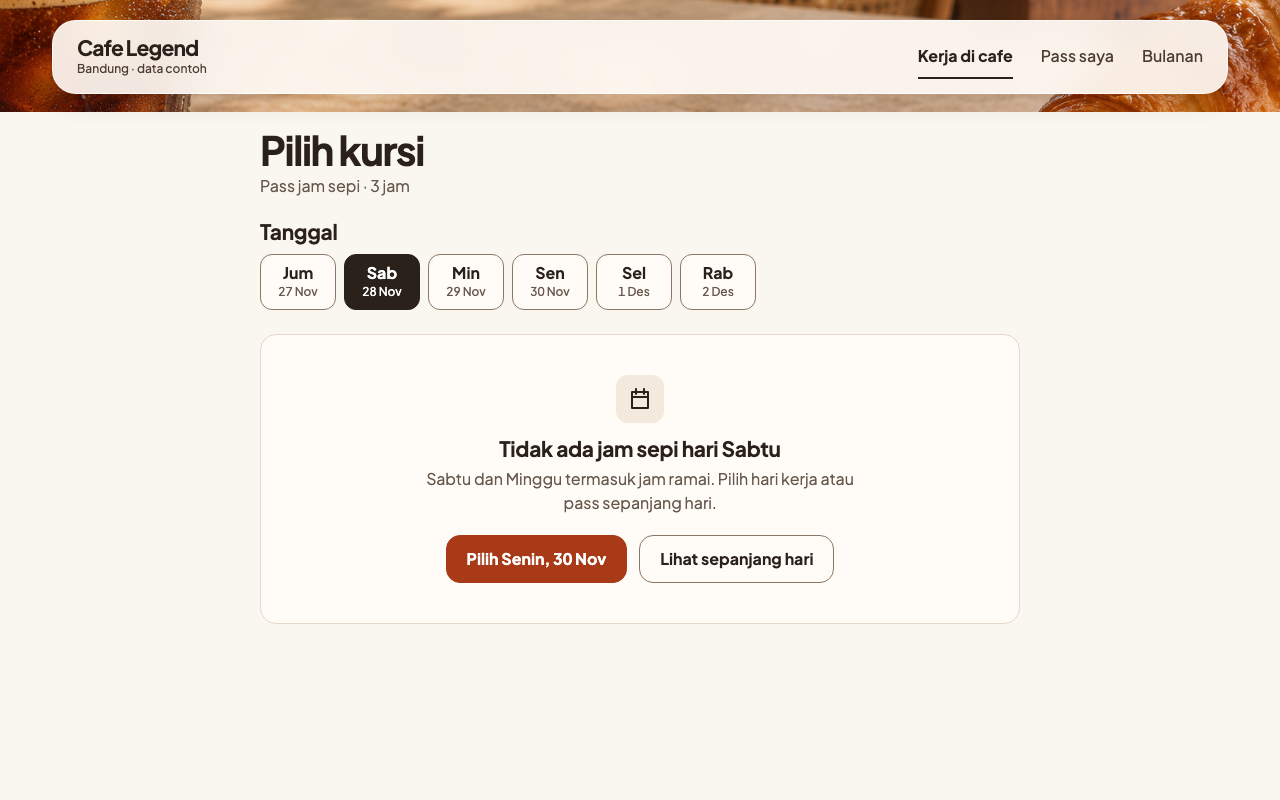 Cafe Legend
Bandung · data contoh
Kerja di cafe
Pass saya
Bulanan
Pilih kursi
Pass jam sepi · 3 jam
Tanggal
Jum
27 Nov
Sab
28 Nov
Min
29 Nov
Sen
30 Nov
Sel
1 Des
Rab
2 Des
Tidak ada jam sepi hari Sabtu
Sabtu dan Minggu termasuk jam ramai. Pilih hari kerja atau
pass sepanjang hari.
Pilih Senin, 30 Nov
Lihat sepanjang hari